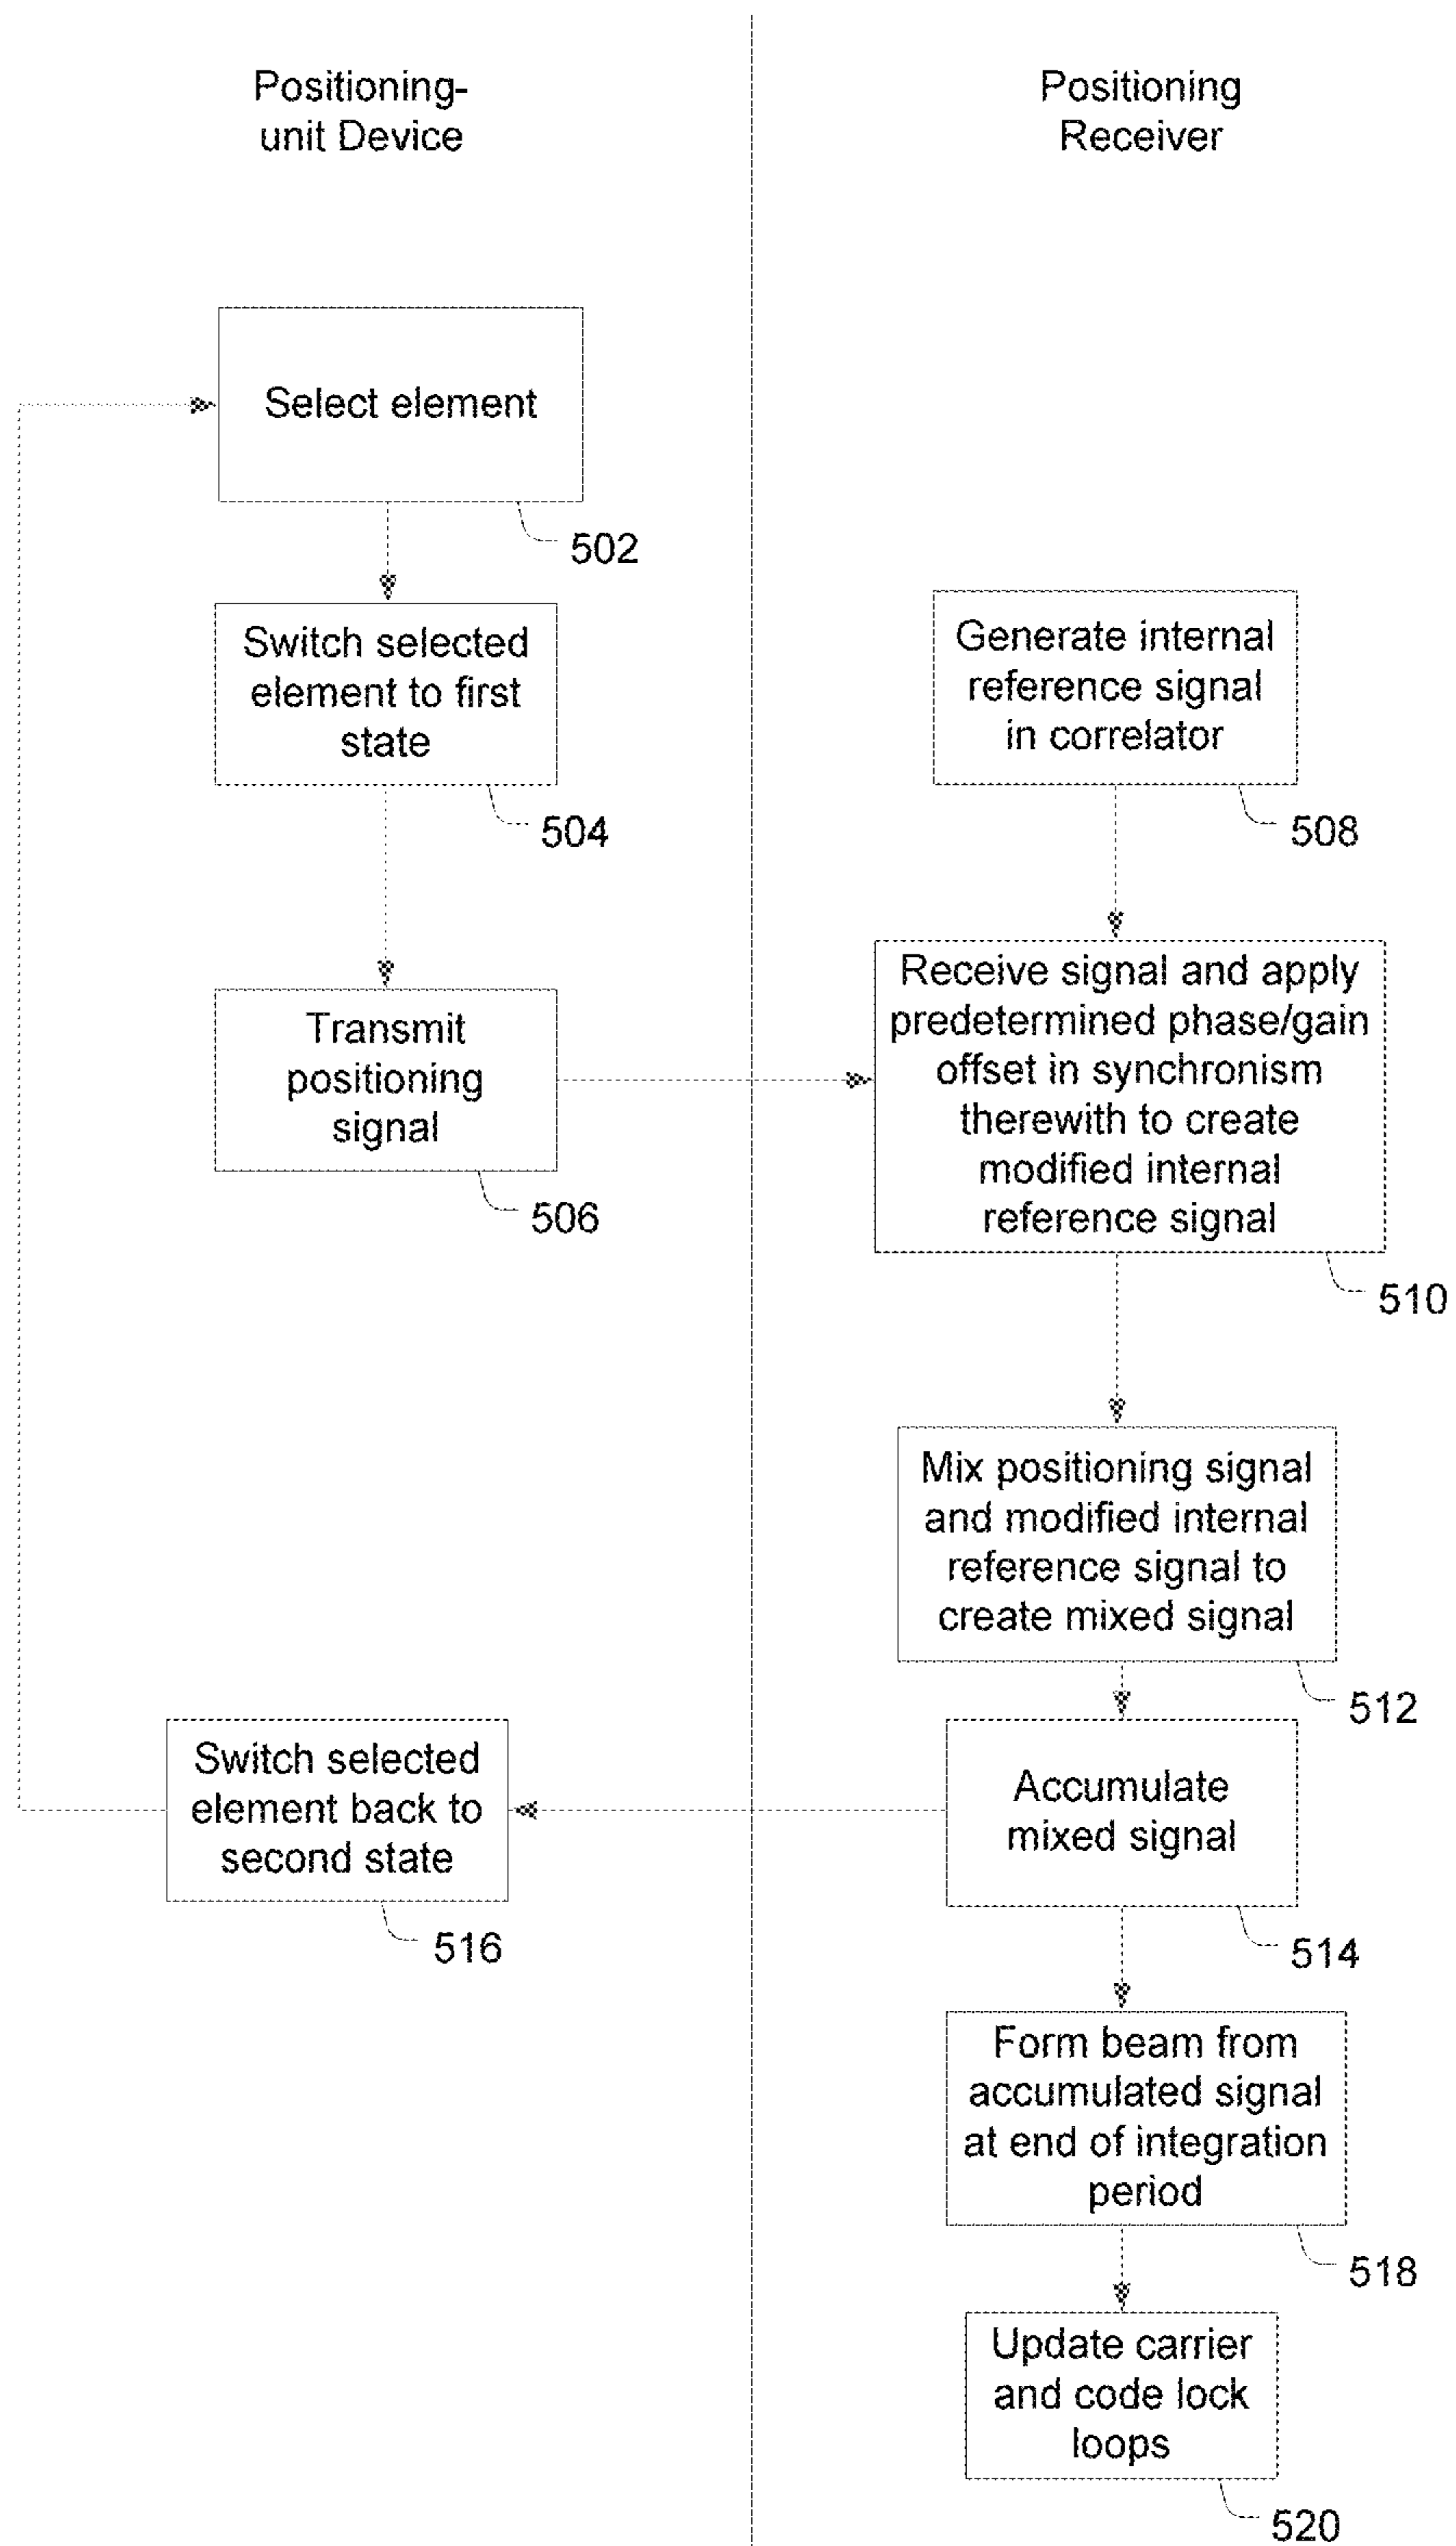 Positioning-
unit Device
Positioning
Receiver
Select element
502
Switch selected
element to first
state
504
Generate internal
reference signal
in correlator
508
Transmit
positioning
signal
506
Receive signal and apply
predetermined phase/gain
offset in synchronism
therewith to create
modified internal
reference signal
510
Mix positioning signal
and modified internal
reference signal to
create mixed signal
512
Switch selected
element back to
second state
516
Accumulate
mixed signal
514
Form beam from
accumulated signal
at end of integration
period
518
Update carrier
and code lock
loops
520